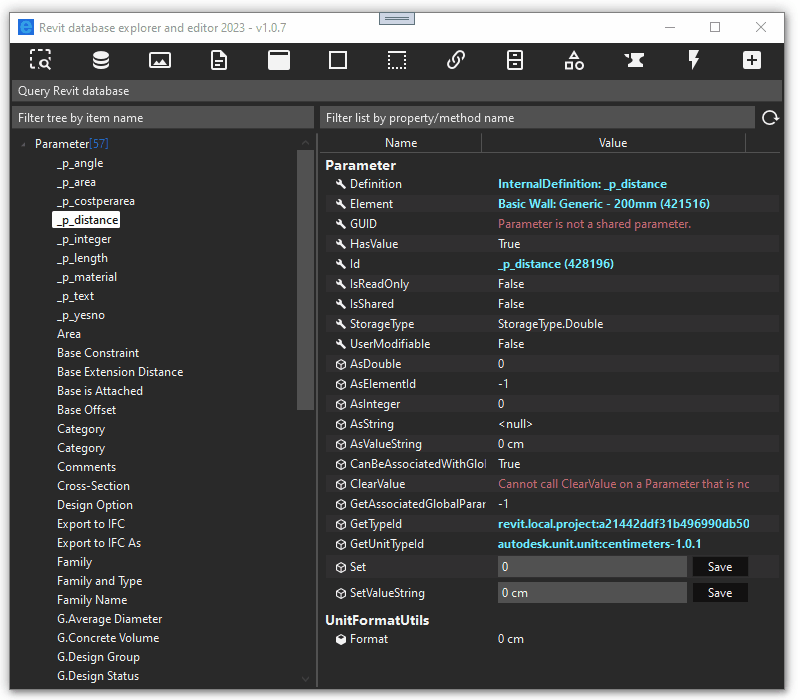 Revit database explorer and editor 2023 - v1.0.7
Query Revit database
Filter tree by item name
Filter list by property/method name
Parameter[57]
_p_angle
_p_area
_p_costperarea
_p_distance
_p_integer
_p_length
_p_material
_p_text
_p_yesno
Area
Base Constraint
Base Extension Distance
Base is Attached
Base Offset
Category
Category
Comments
Cross-Section
Design Option
Export to IFC
Export to IFC As
Family
Family and Type
Family Name
G.Average Diameter
G.Concrete Volume
G.Design Group
G.Design Status
Name Value
Parameter
Definition InternalDefinition: _p_distance
Element Basic Wall: Generic - 200mm (421516)
GUID Parameter is not a shared parameter.
HasValue True
Id _p_distance (428196)
IsReadOnly False
IsShared False
StorageType StorageType.Double
UserModifiable False
AsDouble 0
AsElementId -1
AsInteger 0
AsString <null>
AsValueString 0 cm
CanBeAssociatedWithGlo True
ClearValue Cannot call ClearValue on a Parameter that is nc
GetAssociatedGlobalParar -1
GetTypeId revit.local.project:a21442ddf31b496990db50
GetUnitTypeId autodesk.unit.unit:centimeters-1.0.1
Set 0 Save
SetValueString 0 cm Save
UnitFormatUtils
Format 0 cm